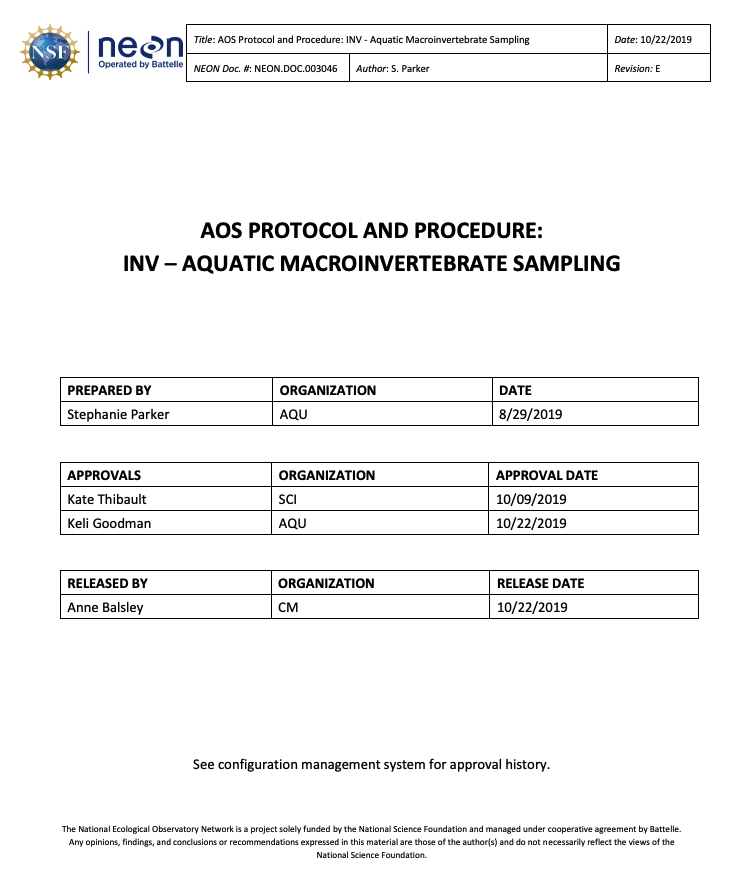 NSF
neon
Operated by Battelle
Title: AOS Protocol and Procedure: INV - Aquatic Macroinvertebrate Sampling
Date: 10/22/2019
NEON Doc. #: NEON.DOC.003046
Author: S. Parker
Revision: E
AOS PROTOCOL AND PROCEDURE:
INV – AQUATIC MACROINVERTEBRATE SAMPLING
PREPARED BY ORGANIZATION DATE
Stephanie Parker AQU 8/29/2019
APPROVALS ORGANIZATION APPROVAL DATE
Kate Thibault SCI 10/09/2019
Keli Goodman AQU 10/22/2019
RELEASED BY ORGANIZATION RELEASE DATE
Anne Balsley CM 10/22/2019
See configuration management system for approval history.
The National Ecological Observatory Network is a project solely funded by the National Science Foundation and managed under cooperative agreement by Battelle.
Any opinions, findings, and conclusions or recommendations expressed in this material are those of the author(s) and do not necessarily reflect the views of the
National Science Foundation.